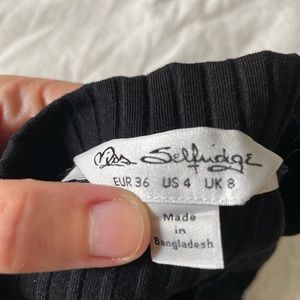 Miss Selfridge
EUR 36 US 4 UK 8
Made
in
Bangladesh